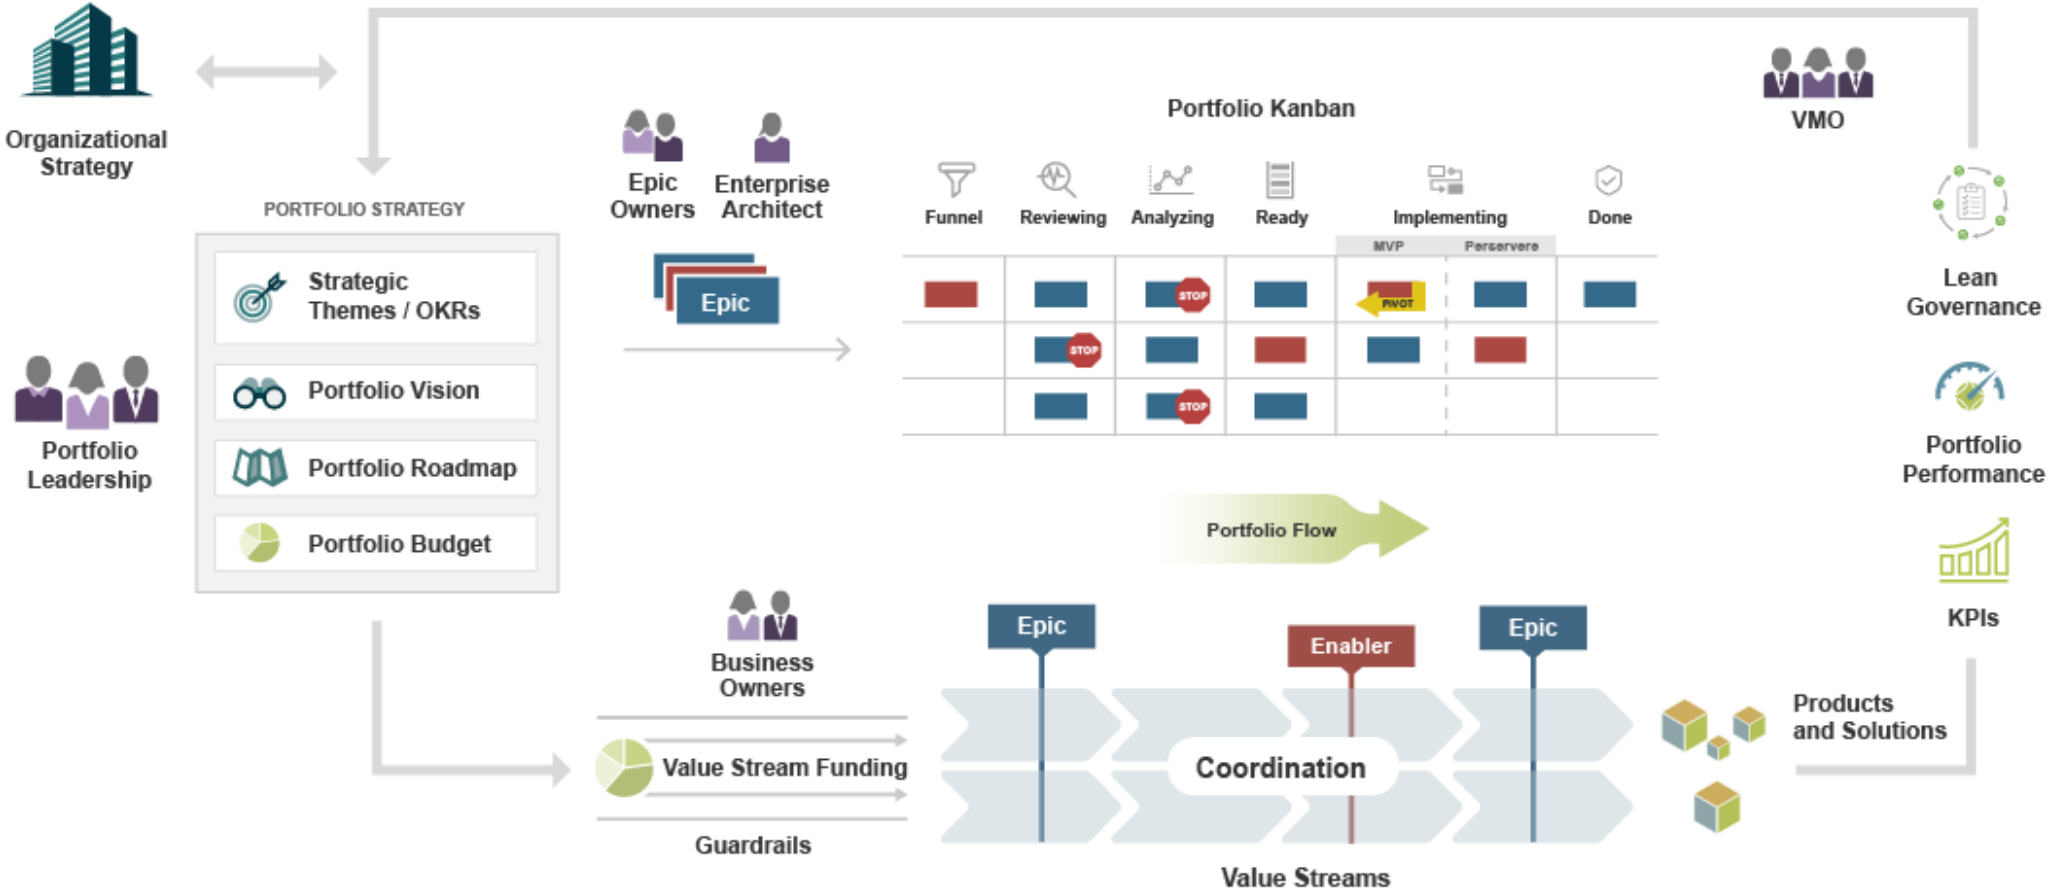 Organizational
Strategy
PORTFOLIO STRATEGY
Strategic
Themes / OKRs
Portfolio Vision
Portfolio Roadmap
Portfolio Budget
Portfolio
Leadership
Epic
Owners
Enterprise
Architect
Epic
Portfolio Kanban
Funnel
Reviewing
Analyzing
Ready
Implementing
Done
MVP
Perservere
STOP
PIVOT
STOP
STOP
Portfolio Flow
VMO
Lean
Governance
Portfolio
Performance
KPIs
Business
Owners
Value Stream Funding
Guardrails
Epic
Enabler
Epic
Coordination
Value Streams
Products
and Solutions